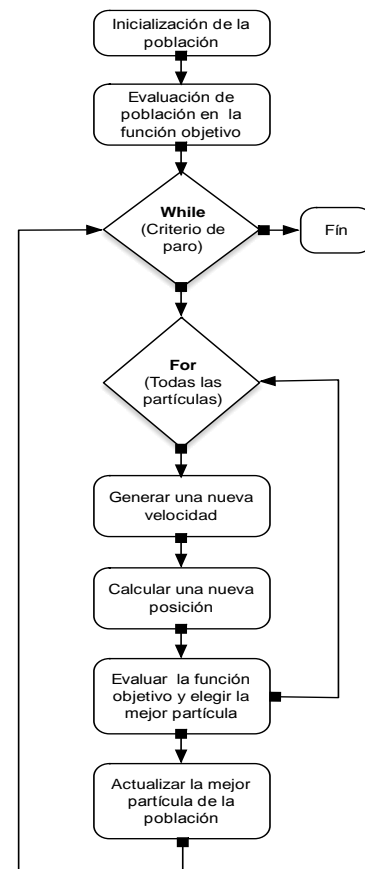 Inicialización de la
población
Evaluación de
población en la
función objetivo
While
(Criterio de
paro)
Fín
For
(Todas las
partículas)
Generar una nueva
velocidad
Calcular una nueva
posición
Evaluar la función
objetivo y elegir la
mejor partícula
Actualizar la mejor
partícula de la
población